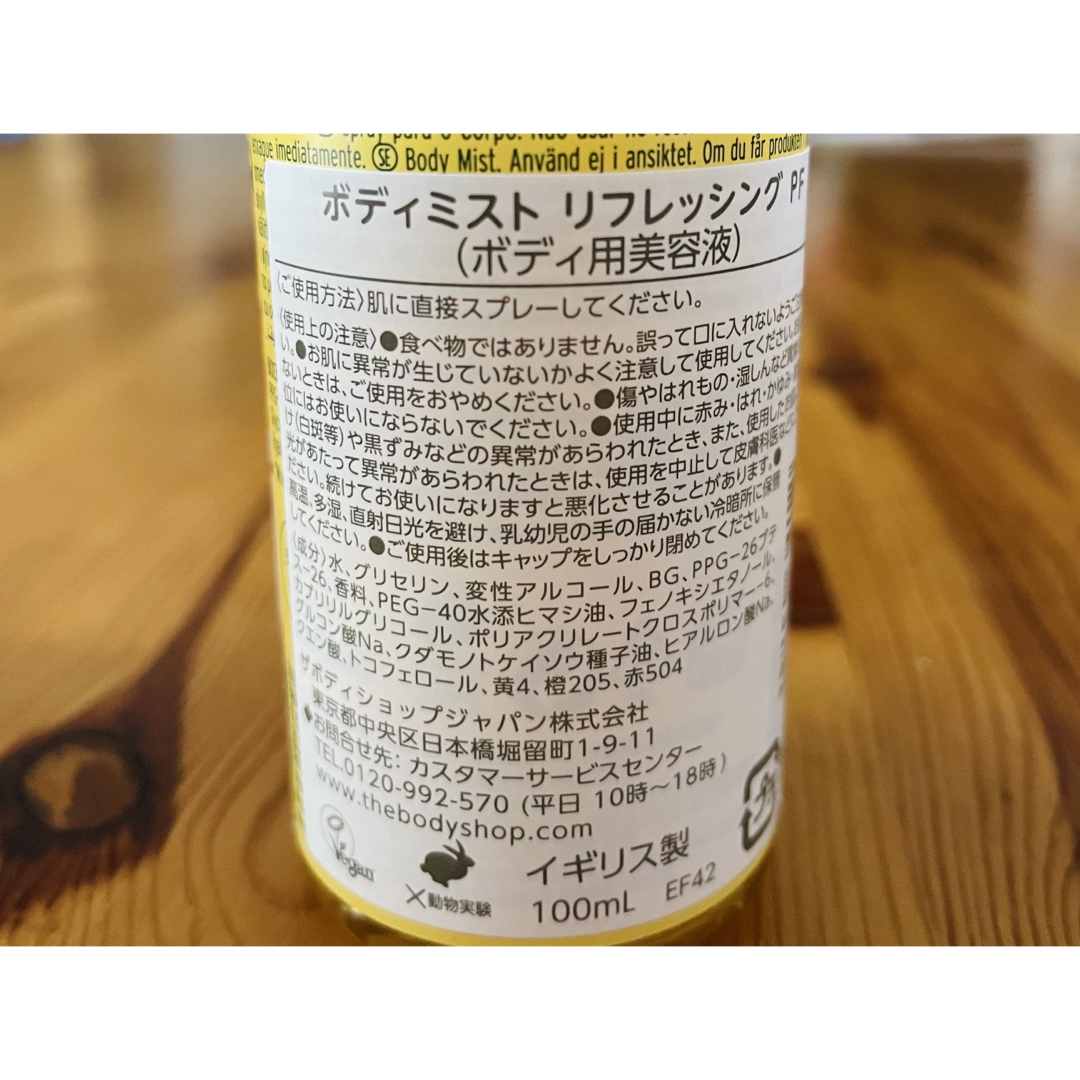 Spray para o Corpo. Não usar no
enxague imediatamente. SE Body Mist. Använd ej i ansiktet. Om du får produkten
ボディミスト リフレッシング PF
(ボディ用美容液)
〈ご使用方法〉肌に直接スプレーしてください。
〈使用上の注意〉●食べ物ではありません。誤って口に入れないようご注
い。●お肌に異常が生じていないかよく注意して使用してください。
ないときは、ご使用をおやめください。●傷やはれもの・湿しんなど異常
位にはお使いにならないでください。●使用中に赤み・はれ・かゆみ・
け(白斑等)や黒ずみなどの異常があらわれたとき、また、使用したお肌
光があたって異常があらわれたときは、使用を中止して皮膚科医など
ださい。続けてお使いになりますと悪化させることがあります。●
高温、多湿、直射日光を避け、乳幼児の手の届かない冷暗所に保管
してください。●ご使用後はキャップをしっかり閉めてください。
〈成分〉水、グリセリン、変性アルコール、BG、PPG−26ブテ
ス−26、香料、PEG−40水添ヒマシ油、フェノキシエタノール、
カプリリルグリコール、ポリアクリレートクロスポリマー−6、
グルコン酸Na、クダモノトケイソウ種子油、ヒアルロン酸Na、
クエン酸、トコフェロール、黄4、橙205、赤504
ザボディショップジャパン株式会社
東京都中央区日本橋堀留町1-9-11
◆お問合せ先: カスタマーサービスセンター
TEL.0120-992-570 (平日 10時〜18時)
www.thebodyshop.com
Vegan
×動物実験
イギリス製
100mL EF42